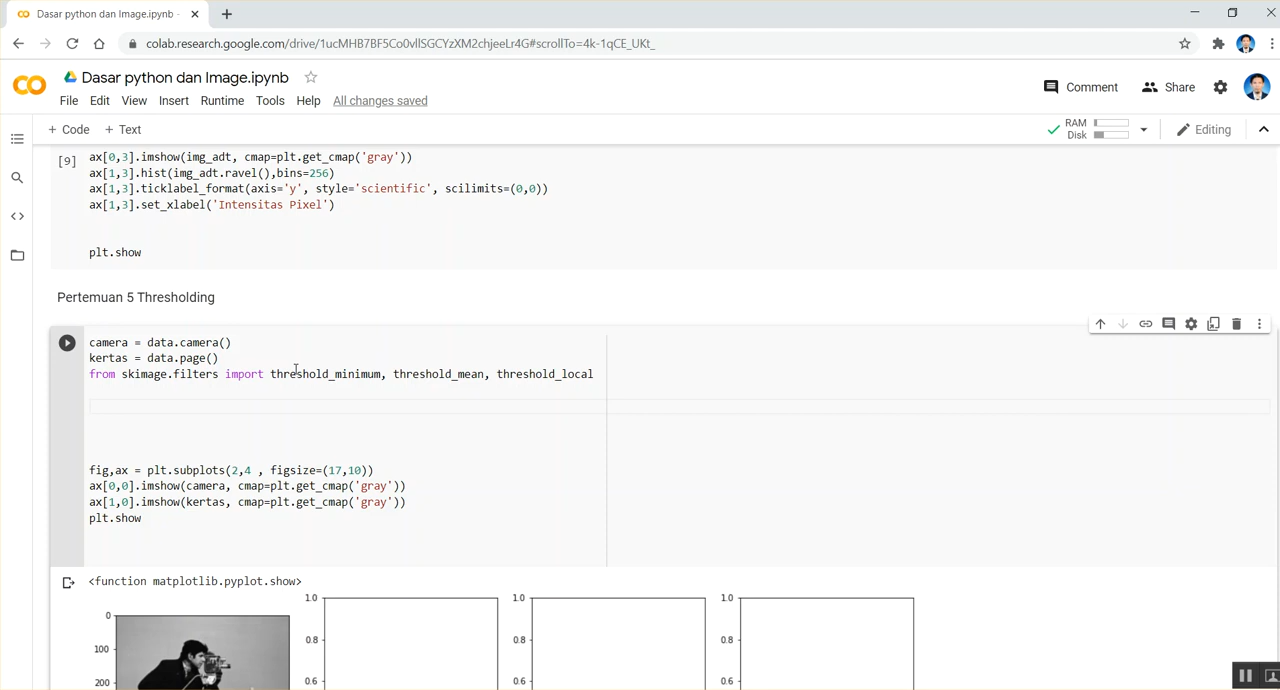 Dasar python dan Image.ipynb -
colab.research.google.com/drive/1ucMHB7BF5Co0vllSGCYzXM2chjeeLr4G#scrollTo=4k-1qCE_UKt_
Dasar python dan Image.ipynb
Comment
Share
File Edit View Insert Runtime Tools Help All changes saved
+ Code + Text
RAM
Disk
Editing
[9]
ax[0,3].imshow(img_adt, cmap=plt.get_cmap('gray'))
ax[1,3].hist(img_adt.ravel(),bins=256)
ax[1,3].ticklabel_format(axis='y', style='scientific', scilimits=(0,0))
ax[1,3].set_xlabel('Intensitas Pixel')
plt.show
Pertemuan 5 Thresholding
camera = data.camera()
kertas = data.page()
from skimage.filters import threshold_minimum, threshold_mean, threshold_local
fig,ax = plt.subplots(2,4 , figsize=(17,10))
ax[0,0].imshow(camera, cmap=plt.get_cmap('gray'))
ax[1,0].imshow(kertas, cmap=plt.get_cmap('gray'))
plt.show
<function matplotlib.pyplot.show>
0
100
200
1.0
0.8
0.6
1.0
0.8
0.6
1.0
0.8
0.6